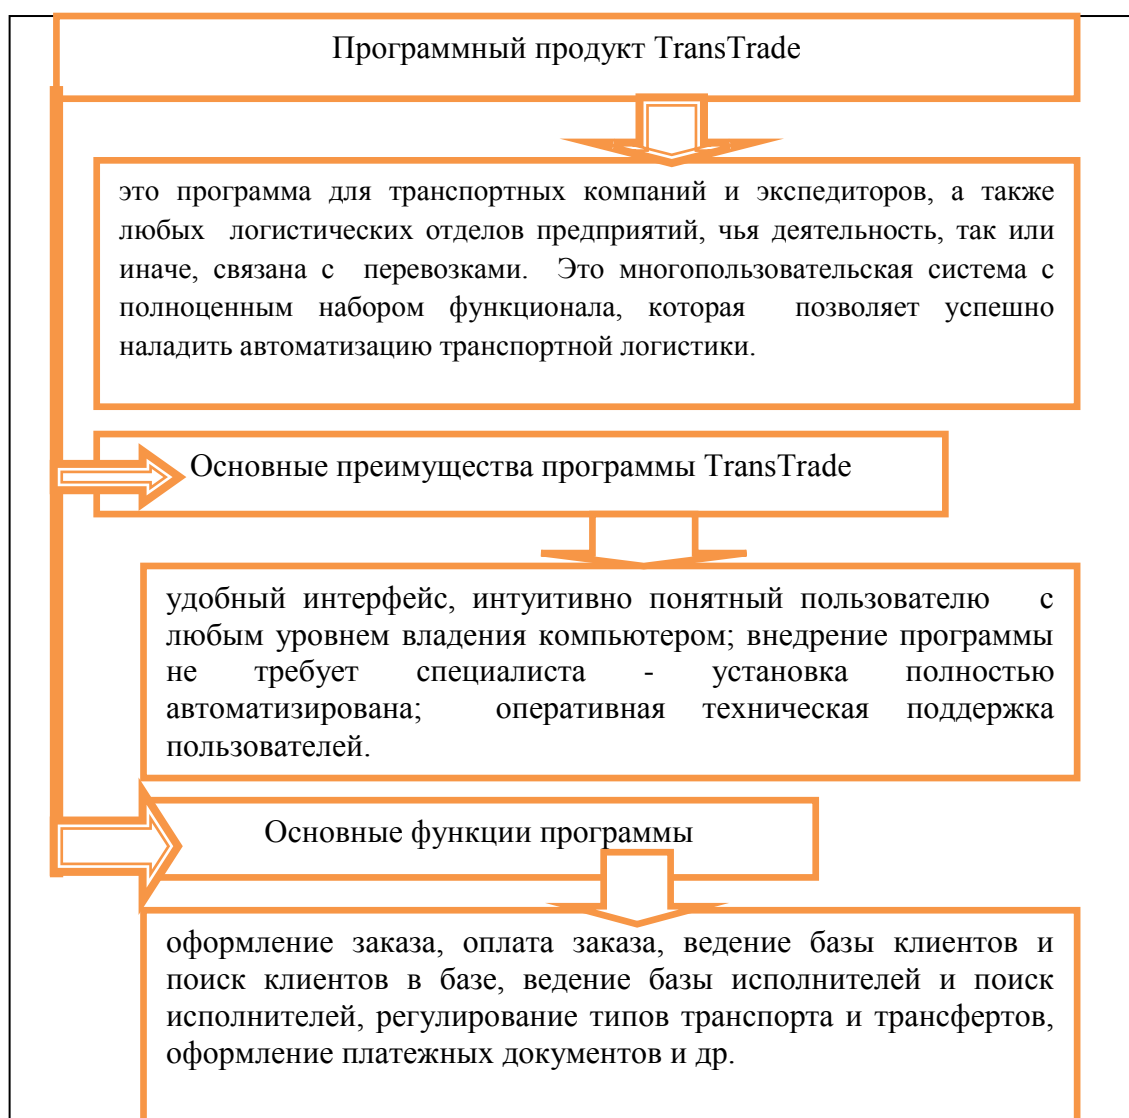 Программный продукт TransTrade
это программа для транспортных компаний и экспедиторов, а также
любых логистических отделов предприятий, чья деятельность, так или
иначе, связана с перевозками. Это многопользовательская система с
полноценным набором функционала, которая позволяет успешно
наладить автоматизацию транспортной логистики.
Основные преимущества программы TransTrade
удобный интерфейс, интуитивно понятный пользователю с
любым уровнем владения компьютером; внедрение программы
не требует специалиста - установка полностью
автоматизирована; оперативная техническая поддержка
пользователей.
Основные функции программы
оформление заказа, оплата заказа, ведение базы клиентов и
поиск клиентов в базе, ведение базы исполнителей и поиск
исполнителей, регулирование типов транспорта и трансфертов,
оформление платежных документов и др.